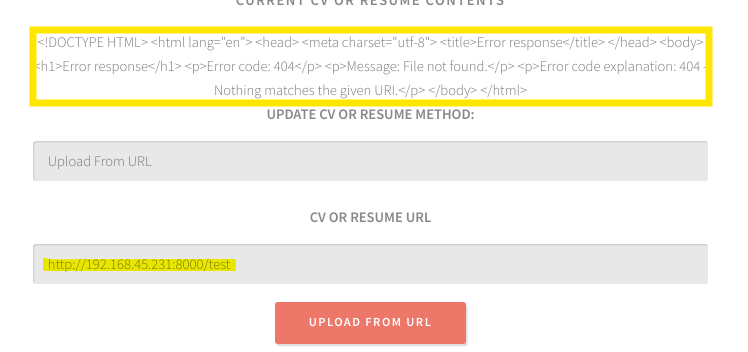 CURRENT CV OR RESUME CONTENTS
<!DOCTYPE HTML> <html lang="en"> <head> <meta charset="utf-8"> <title>Error response</title> </head> <body>
<h1>Error response</h1> <p>Error code: 404</p> <p>Message: File not found.</p> <p>Error code explanation: 404 -
Nothing matches the given URI.</p> </body> </html>
UPDATE CV OR RESUME METHOD:
Upload From URL
CV OR RESUME URL
http://192.168.45.231:8000/test
UPLOAD FROM URL